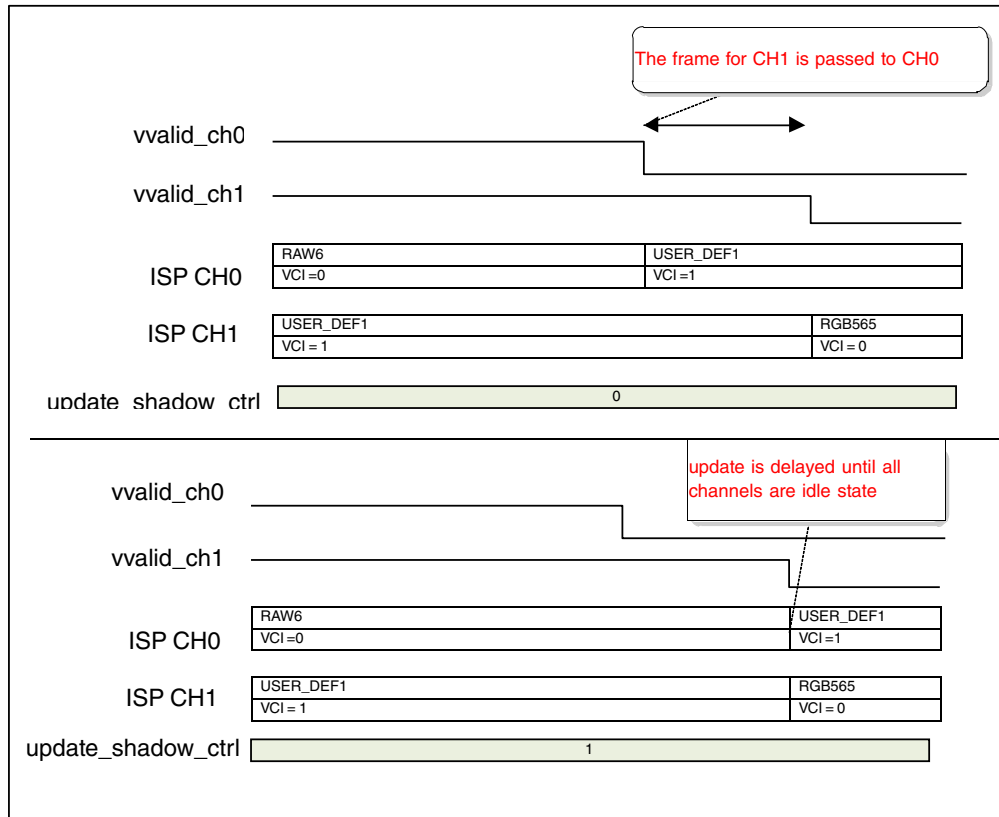 The frame for CH1 is passed to CH0
vvalid_ch0
vvalid_ch1
ISP CH0
RAW6
USER_DEF1
VCI =0
VCI =1
ISP CH1
USER_DEF1
RGB565
VCI = 1
VCI = 0
update_shadow_ctrl
0
update is delayed until all
channels are idle state
vvalid_ch0
vvalid_ch1
ISP CH0
RAW6
USER_DEF1
VCI =0
VCI =1
ISP CH1
USER_DEF1
RGB565
VCI = 1
VCI = 0
update_shadow_ctrl
1